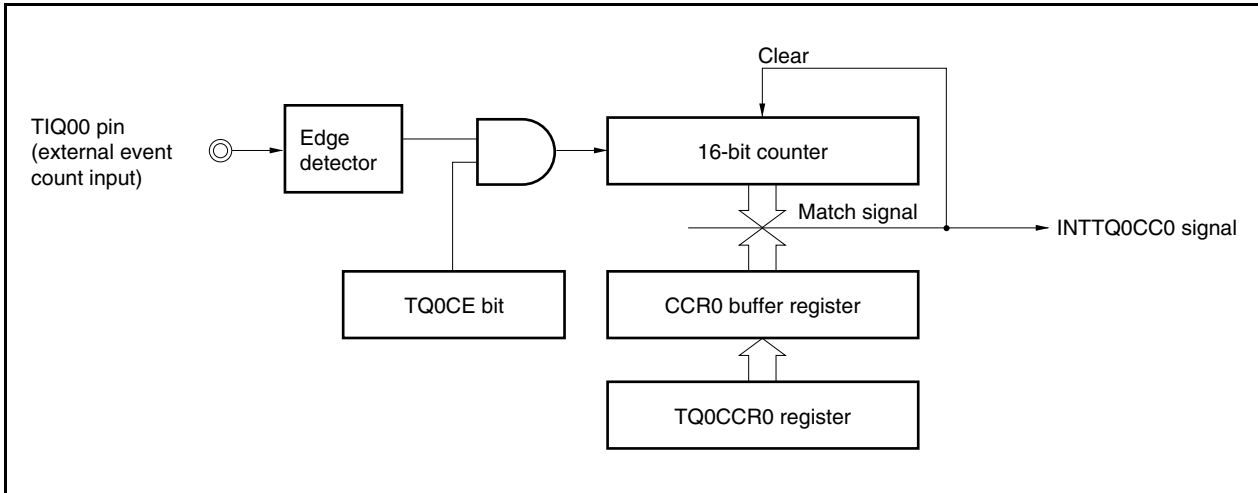 Clear
TIQ00 pin
(external event
count input)
Edge
detector
16-bit counter
Match signal
INTTQ0CC0 signal
TQ0CE bit
CCR0 buffer register
TQ0CCR0 register